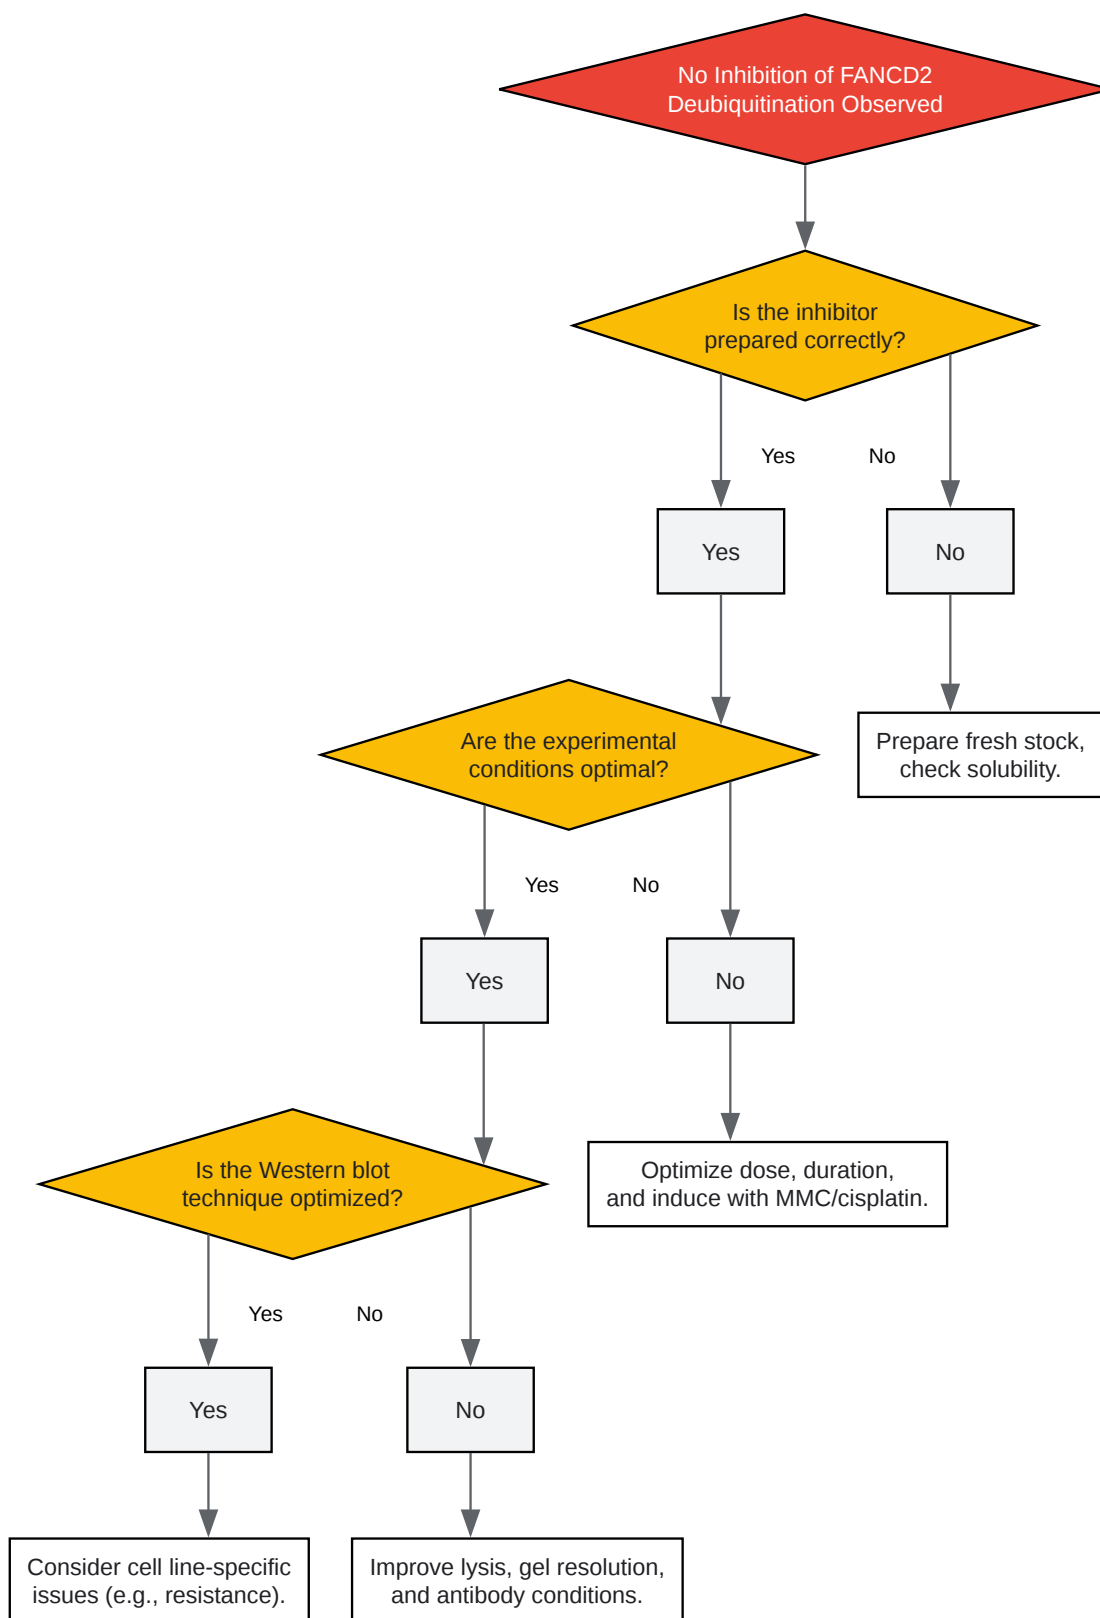 No Inhibition of FANCD2
Deubiquitination Observed
Is the inhibitor
prepared correctly?
Yes
No
Yes
No
Are the experimental
conditions optimal?
Prepare fresh stock,
check solubility.
Yes
No
Yes
No
Is the Western blot
technique optimized?
Optimize dose, duration,
and induce with MMC/cisplatin.
Yes
No
Yes
No
Consider cell line-specific
issues (e.g., resistance).
Improve lysis, gel resolution,
and antibody conditions.